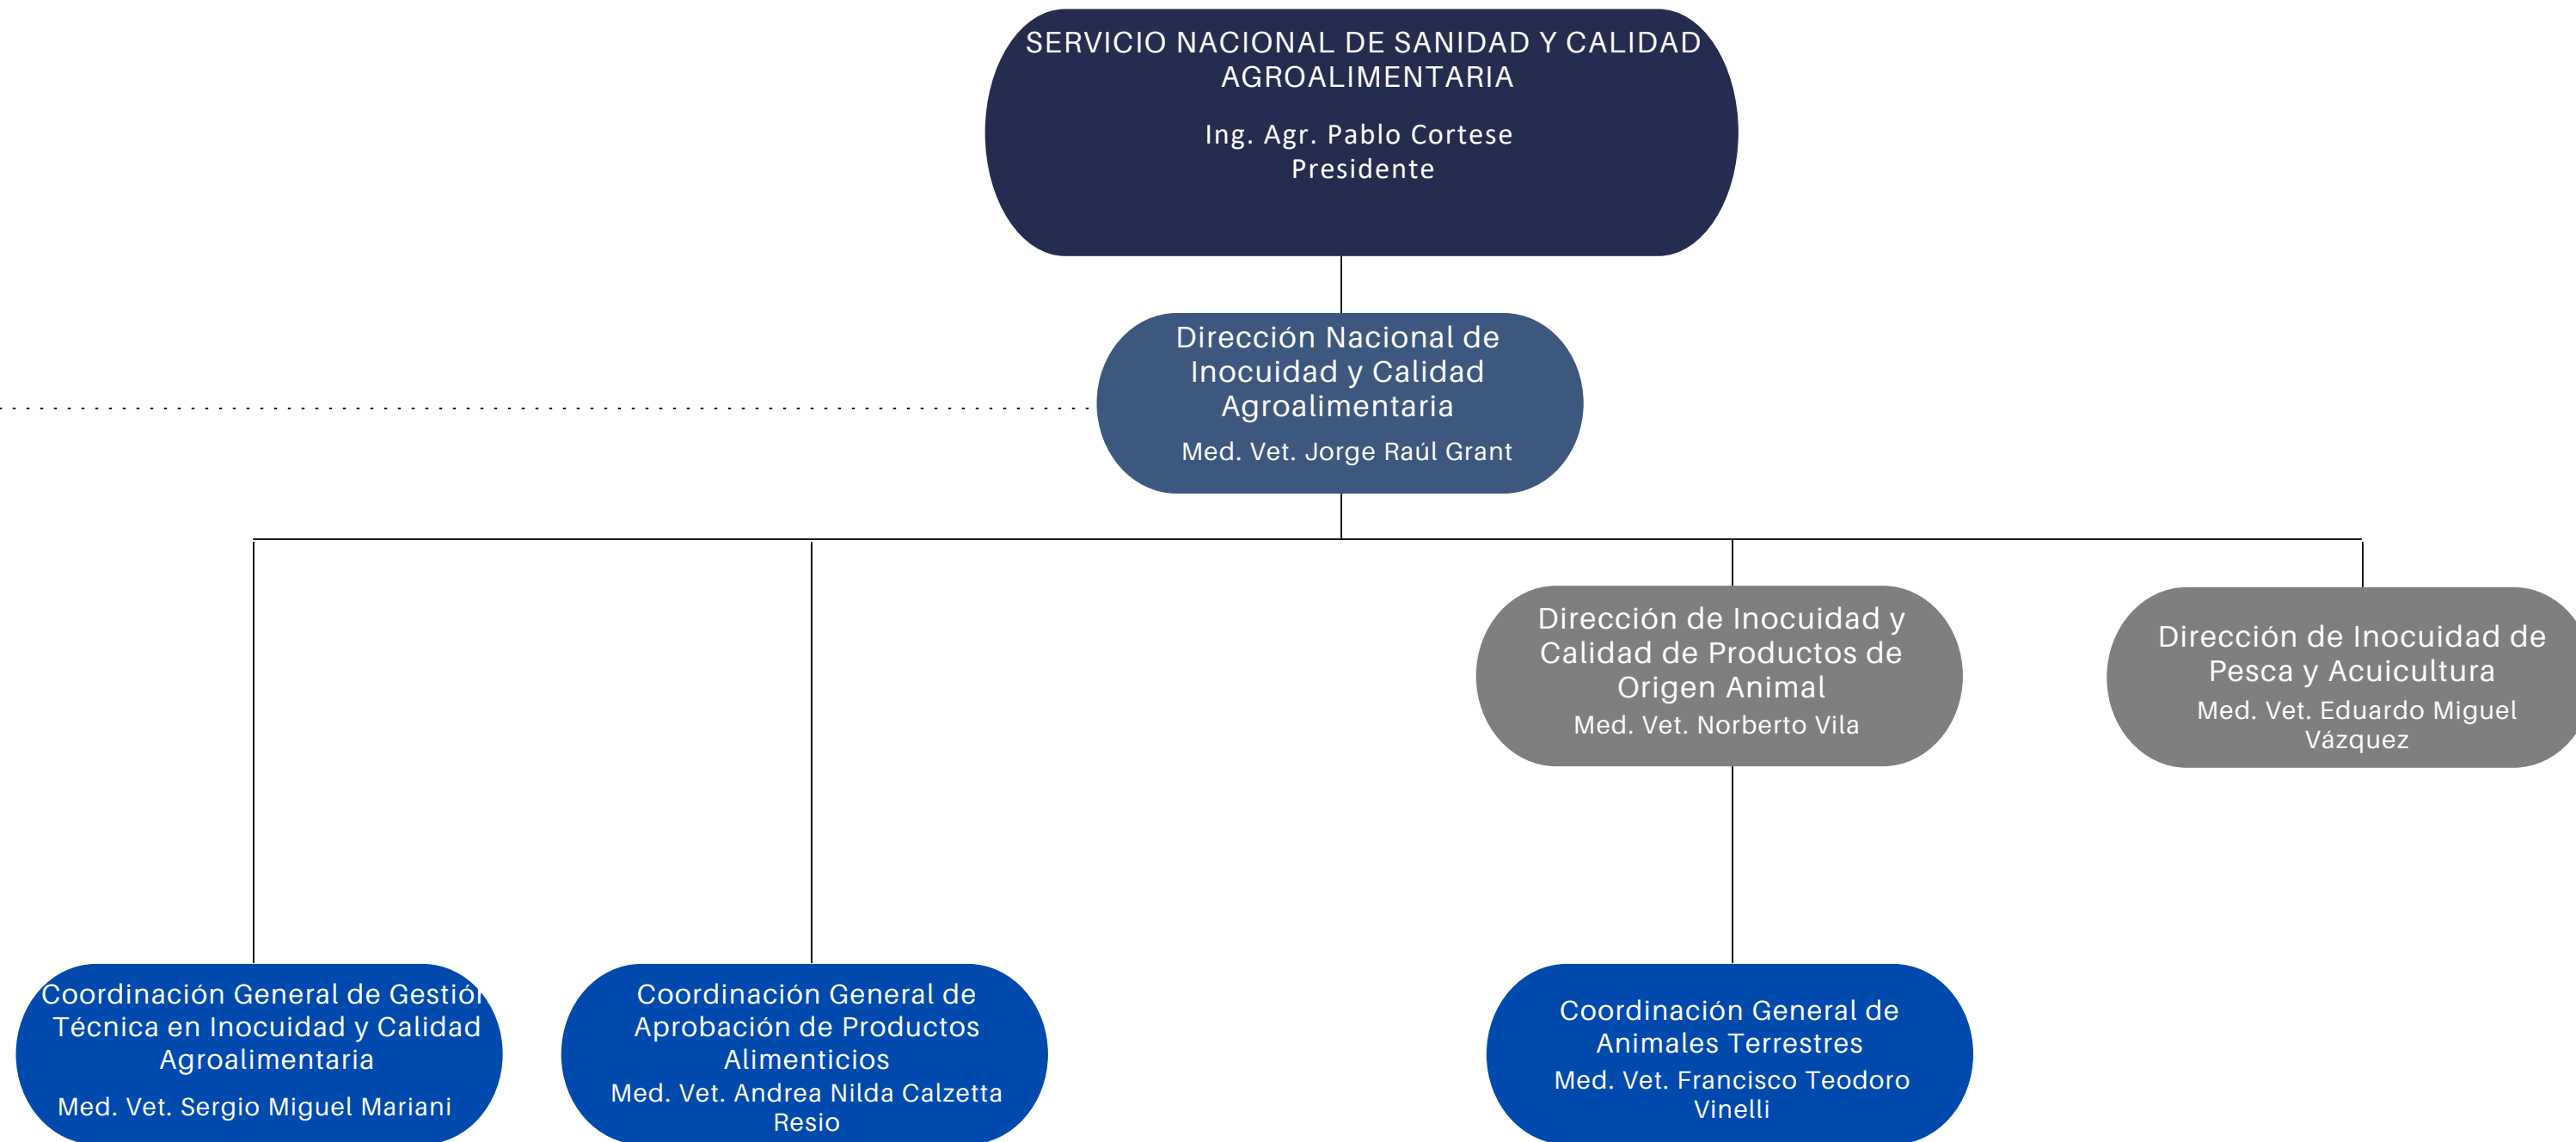 SERVICIO NACIONAL DE SANIDAD Y CALIDAD
AGROALIMENTARIA
Ing. Agr. Pablo Cortese
Presidente
Dirección Nacional de
Inocuidad y Calidad
Agroalimentaria
Med. Vet. Jorge Raúl Grant
Dirección de Inocuidad y
Calidad de Productos de
Origen Animal
Med. Vet. Norberto Vila
Dirección de Inocuidad de
Pesca y Acuicultura
Med. Vet. Eduardo Miguel
Vázquez
Coordinación General de Gestión
Técnica en Inocuidad y Calidad
Agroalimentaria
Med. Vet. Sergio Miguel Mariani
Coordinación General de
Aprobación de Productos
Alimenticios
Med. Vet. Andrea Nilda Calzetta
Resio
Coordinación General de
Animales Terrestres
Med. Vet. Francisco Teodoro
Vinelli